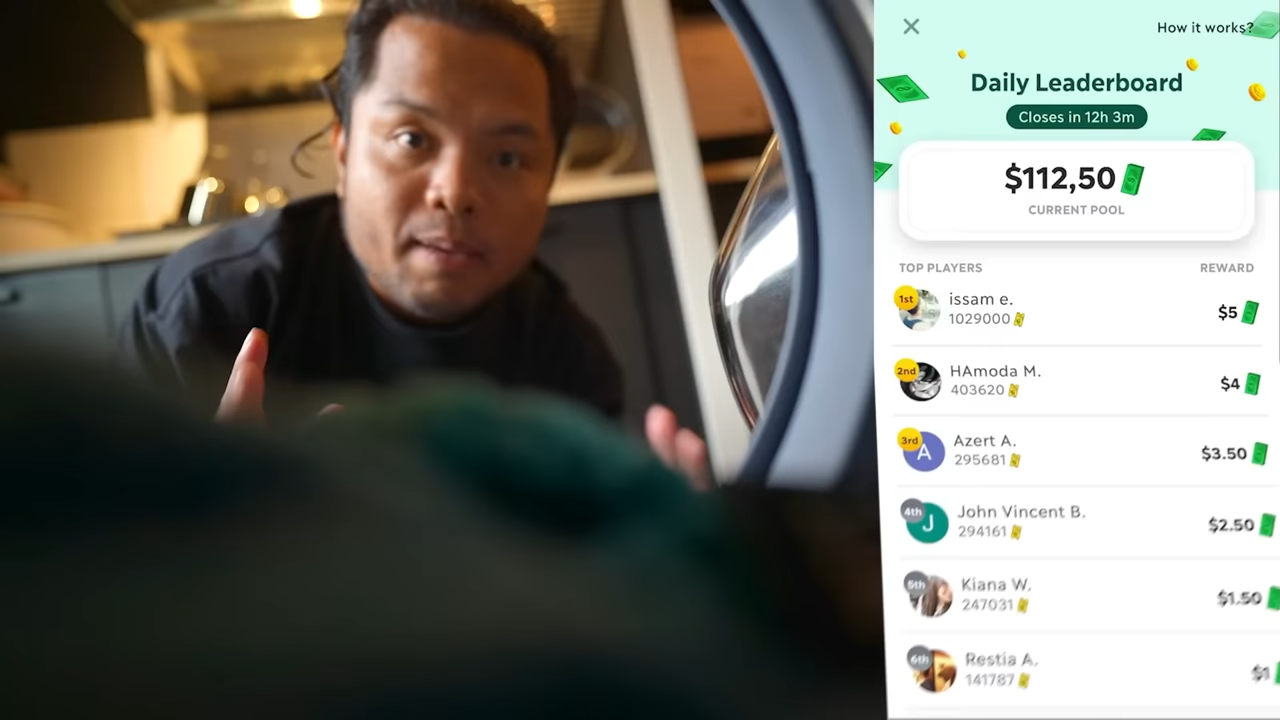 How it works?
Daily Leaderboard
Closes in 12h 3m
$112,50
CURRENT POOL
TOP PLAYERS REWARD
1st issam e. $5
1029000
2nd HAmoda M. $4
403620
3rd Azert A. $3.50
A
295681
4th John Vincent B. $2.50
J
294161
5th Kiana W. $1.50
247031
6th Restia A. $1
141787